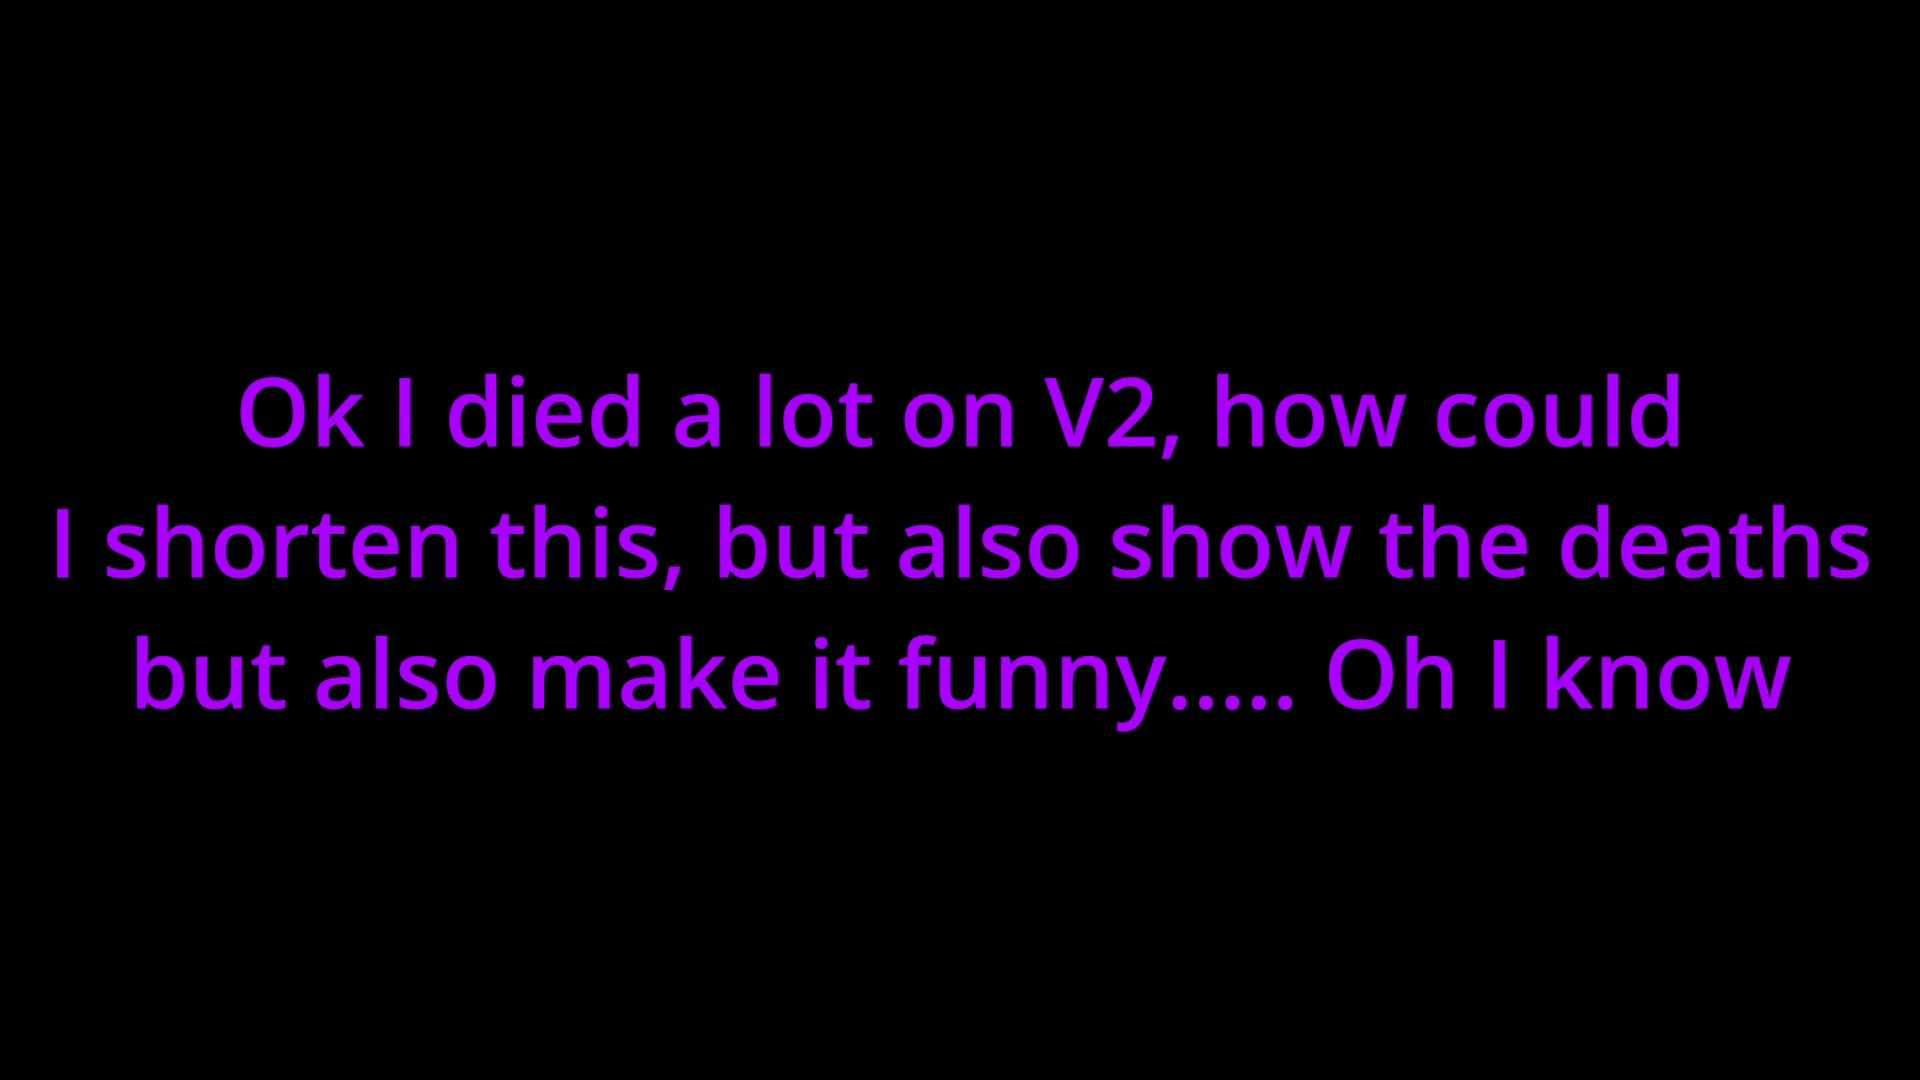 Ok I died a lot on V2, how could
I shorten this, but also show the deaths
but also make it funny..... Oh I know